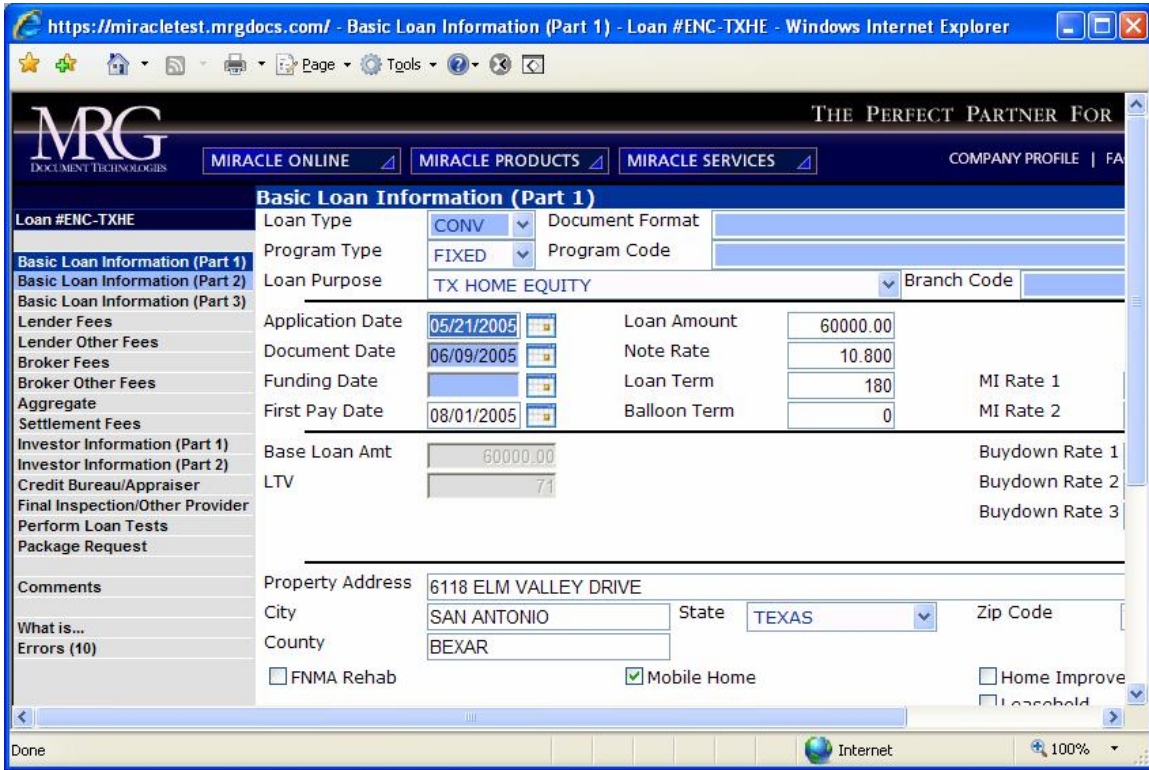 https://miracletest.mrgdocs.com/ - Basic Loan Information (Part 1) - Loan #ENC-TXHE - Windows Internet Explorer
Page Tools
THE PERFECT PARTNER FOR
MRG
DOCUMENT TECHNOLOGIES
MIRACLE ONLINE MIRACLE PRODUCTS MIRACLE SERVICES COMPANY PROFILE | FA
Basic Loan Information (Part 1)
Loan #ENC-TXHE
Basic Loan Information (Part 1)
Basic Loan Information (Part 2)
Basic Loan Information (Part 3)
Lender Fees
Lender Other Fees
Broker Fees
Broker Other Fees
Aggregate
Settlement Fees
Investor Information (Part 1)
Investor Information (Part 2)
Credit Bureau/Appraiser
Final Inspection/Other Provider
Perform Loan Tests
Package Request
Comments
What is...
Errors (10)
Loan Type CONV Document Format
Program Type FIXED Program Code
Loan Purpose TX HOME EQUITY Branch Code
Application Date 05/21/2005 Loan Amount 60000.00
Document Date 06/09/2005 Note Rate 10.800
Funding Date Loan Term 180 MI Rate 1
First Pay Date 08/01/2005 Balloon Term 0 MI Rate 2
Base Loan Amt 60000.00 Buydown Rate 1
LTV 71 Buydown Rate 2
Buydown Rate 3
Property Address 6118 ELM VALLEY DRIVE
City SAN ANTONIO State TEXAS Zip Code
County BEXAR
FNMA Rehab Mobile Home Home Improve
Leasehold
Done Internet 100%